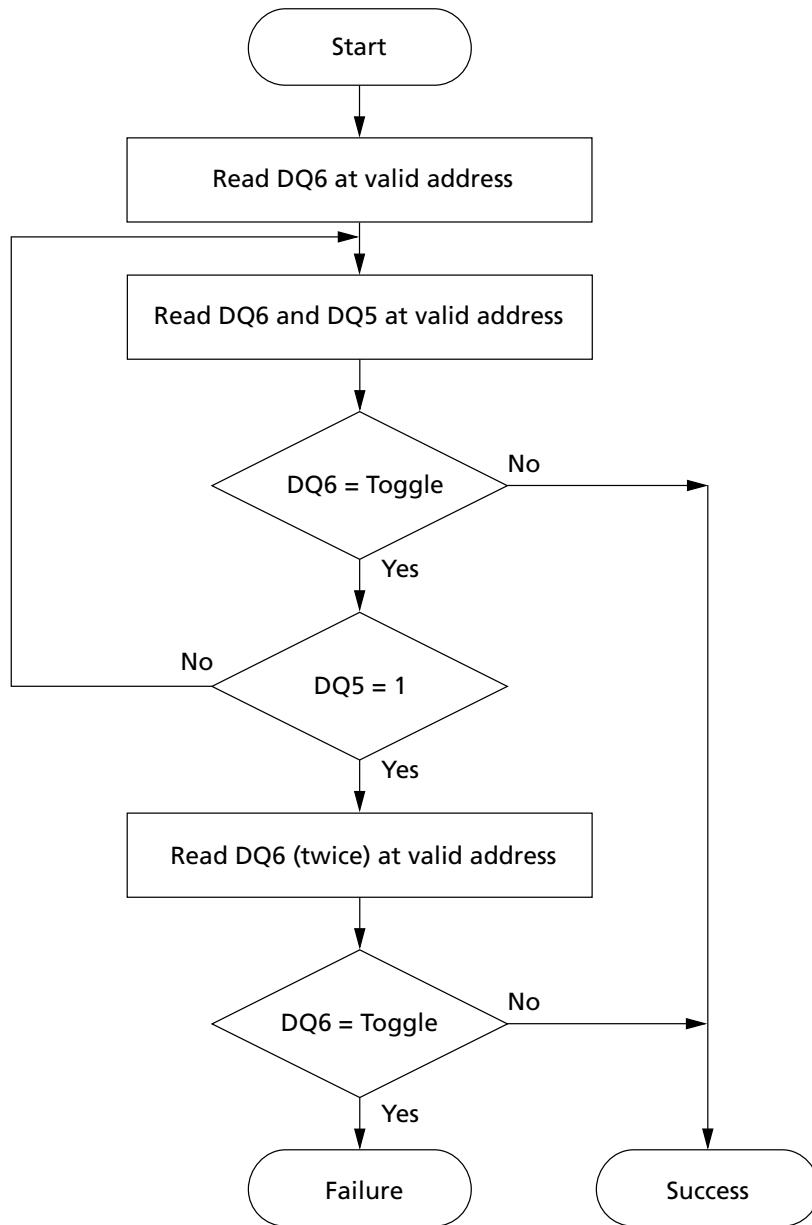 Start
Read DQ6 at valid address
Read DQ6 and DQ5 at valid address
DQ6 = Toggle
No
Yes
DQ5 = 1
No
Yes
Read DQ6 (twice) at valid address
DQ6 = Toggle
No
Yes
Failure
Success